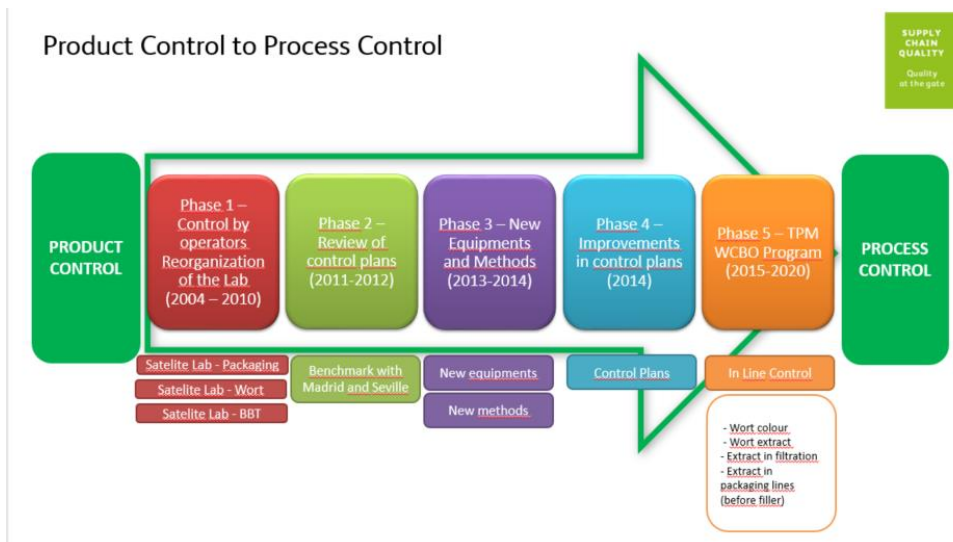 Product Control to Process Control
SUPPLY
CHAIN
QUALITY
Quality
at the gate
PRODUCT
CONTROL
Phase 1 –
Control by
operators
Reorganization
of the Lab
(2004 – 2010)
Phase 2 –
Review of
control plans
(2011-2012)
Phase 3 – New
Equipments
and Methods
(2013-2014)
Phase 4 –
Improvements
in control plans
(2014)
Phase 5 – TPM
WCBO Program
(2015-2020)
PROCESS
CONTROL
Satelite Lab - Packaging
Satelite Lab - Wort
Satelite Lab - BBT
Benchmark with
Madrid and Seville
New equipments
New methods
Control Plans
In Line Control
- Wort colour
- Wort extract
- Extract in filtration
- Extract in
packaging lines
(before filler)